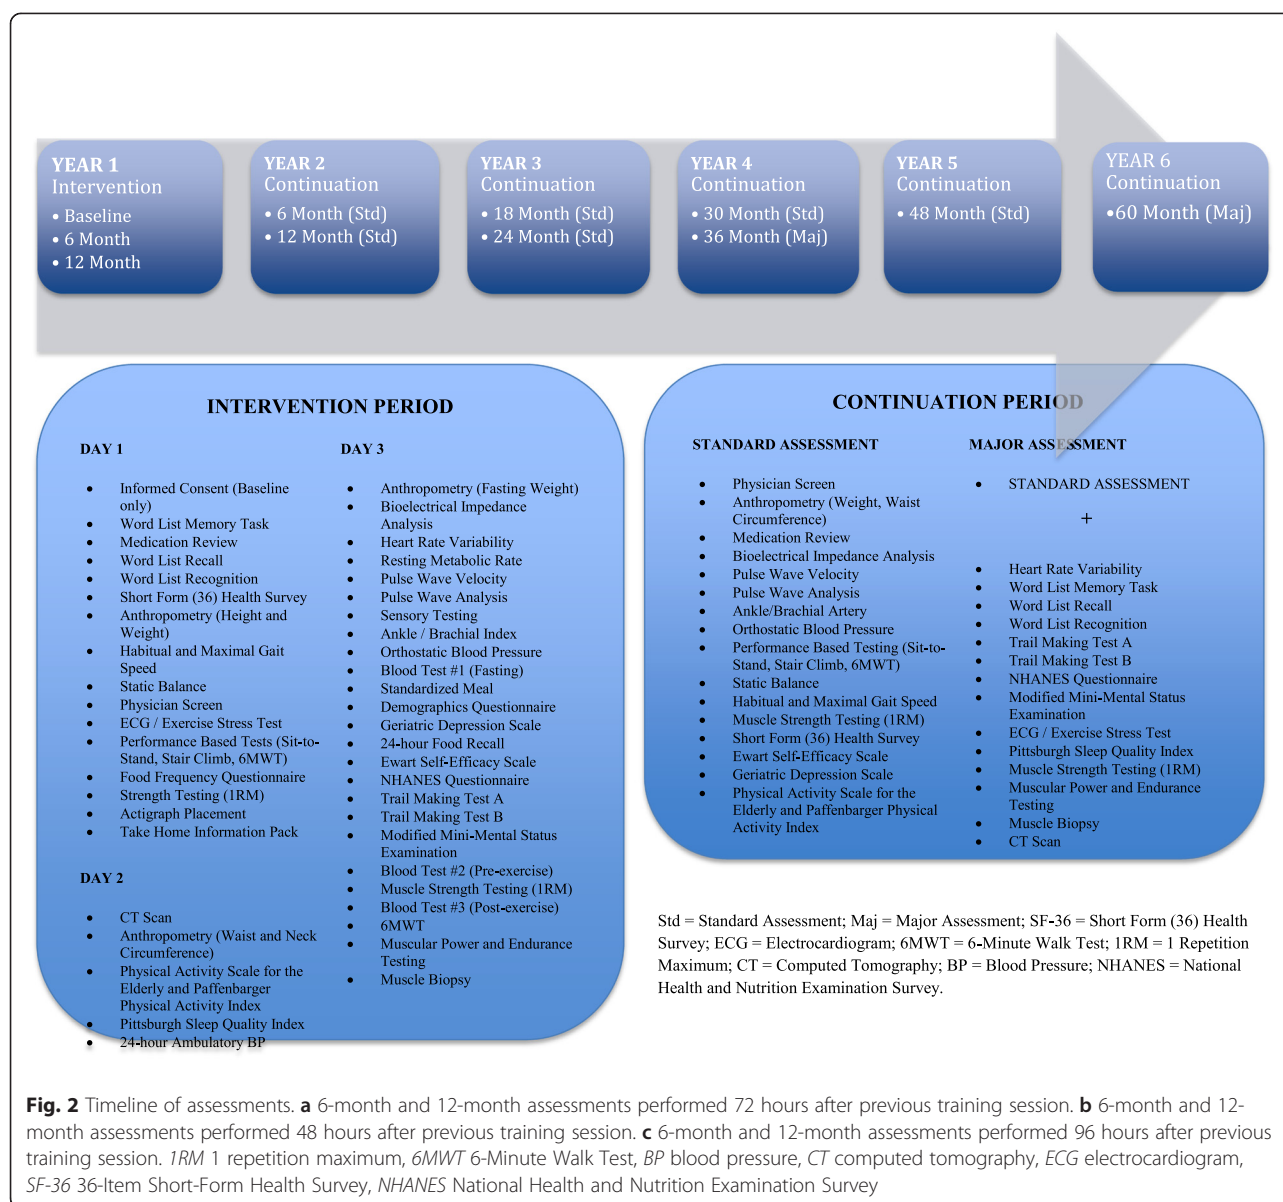 YEAR 1
Intervention
• Baseline
• 6 Month
• 12 Month
YEAR 2
Continuation
• 6 Month (Std)
• 12 Month (Std)
YEAR 3
Continuation
• 18 Month (Std)
• 24 Month (Std)
YEAR 4
Continuation
• 30 Month (Std)
• 36 Month (Maj)
YEAR 5
Continuation
• 48 Month (Std)
YEAR 6
Continuation
•60 Month (Maj)
INTERVENTION PERIOD
DAY 1
• Informed Consent (Baseline
only)
• Word List Memory Task
• Medication Review
• Word List Recall
• Word List Recognition
• Short Form (36) Health Survey
• Anthropometry (Height and
Weight)
• Habitual and Maximal Gait
Speed
• Static Balance
• Physician Screen
• ECG / Exercise Stress Test
• Performance Based Tests (Sit-to-
Stand, Stair Climb, 6MWT)
• Food Frequency Questionnaire
• Strength Testing (1RM)
• Actigraph Placement
• Take Home Information Pack
DAY 2
• CT Scan
• Anthropometry (Waist and Neck
Circumference)
• Physical Activity Scale for the
Elderly and Paffenbarger
Physical Activity Index
• Pittsburgh Sleep Quality Index
• 24-hour Ambulatory BP
DAY 3
• Anthropometry (Fasting Weight)
• Bioelectrical Impedance
Analysis
• Heart Rate Variability
• Resting Metabolic Rate
• Pulse Wave Velocity
• Pulse Wave Analysis
• Sensory Testing
• Ankle / Brachial Index
• Orthostatic Blood Pressure
• Blood Test #1 (Fasting)
• Standardized Meal
• Demographics Questionnaire
• Geriatric Depression Scale
• 24-hour Food Recall
• Ewart Self-Efficacy Scale
• NHANES Questionnaire
• Trail Making Test A
• Trail Making Test B
• Modified Mini-Mental Status
Examination
• Blood Test #2 (Pre-exercise)
• Muscle Strength Testing (1RM)
• Blood Test #3 (Post-exercise)
• 6MWT
• Muscular Power and Endurance
Testing
• Muscle Biopsy
CONTINUATION PERIOD
STANDARD ASSESSMENT
• Physician Screen
• Anthropometry (Weight, Waist
Circumference)
• Medication Review
• Bioelectrical Impedance Analysis
• Pulse Wave Velocity
• Pulse Wave Analysis
• Ankle/Brachial Artery
• Orthostatic Blood Pressure
• Performance Based Testing (Sit-to-
Stand, Stair Climb, 6MWT)
• Static Balance
• Habitual and Maximal Gait Speed
• Muscle Strength Testing (1RM)
• Short Form (36) Health Survey
• Ewart Self-Efficacy Scale
• Geriatric Depression Scale
• Physical Activity Scale for the
Elderly and Paffenbarger Physical
Activity Index
MAJOR ASSESSMENT
• STANDARD ASSESSMENT
+
• Heart Rate Variability
• Word List Memory Task
• Word List Recall
• Word List Recognition
• Trail Making Test A
• Trail Making Test B
• NHANES Questionnaire
• Modified Mini-Mental Status
Examination
• ECG / Exercise Stress Test
• Pittsburgh Sleep Quality Index
• Muscle Strength Testing (1RM)
• Muscular Power and Endurance
Testing
• Muscle Biopsy
• CT Scan
Std = Standard Assessment; Maj = Major Assessment; SF-36 = Short Form (36) Health
Survey; ECG = Electrocardiogram; 6MWT = 6-Minute Walk Test; 1RM = 1 Repetition
Maximum; CT = Computed Tomography; BP = Blood Pressure; NHANES = National
Health and Nutrition Examination Survey.
Fig. 2 Timeline of assessments. a 6-month and 12-month assessments performed 72 hours after previous training session. b 6-month and 12-
month assessments performed 48 hours after previous training session. c 6-month and 12-month assessments performed 96 hours after previous
training session. 1RM 1 repetition maximum, 6MWT 6-Minute Walk Test, BP blood pressure, CT computed tomography, ECG electrocardiogram,
SF-36 36-Item Short-Form Health Survey, NHANES National Health and Nutrition Examination Survey